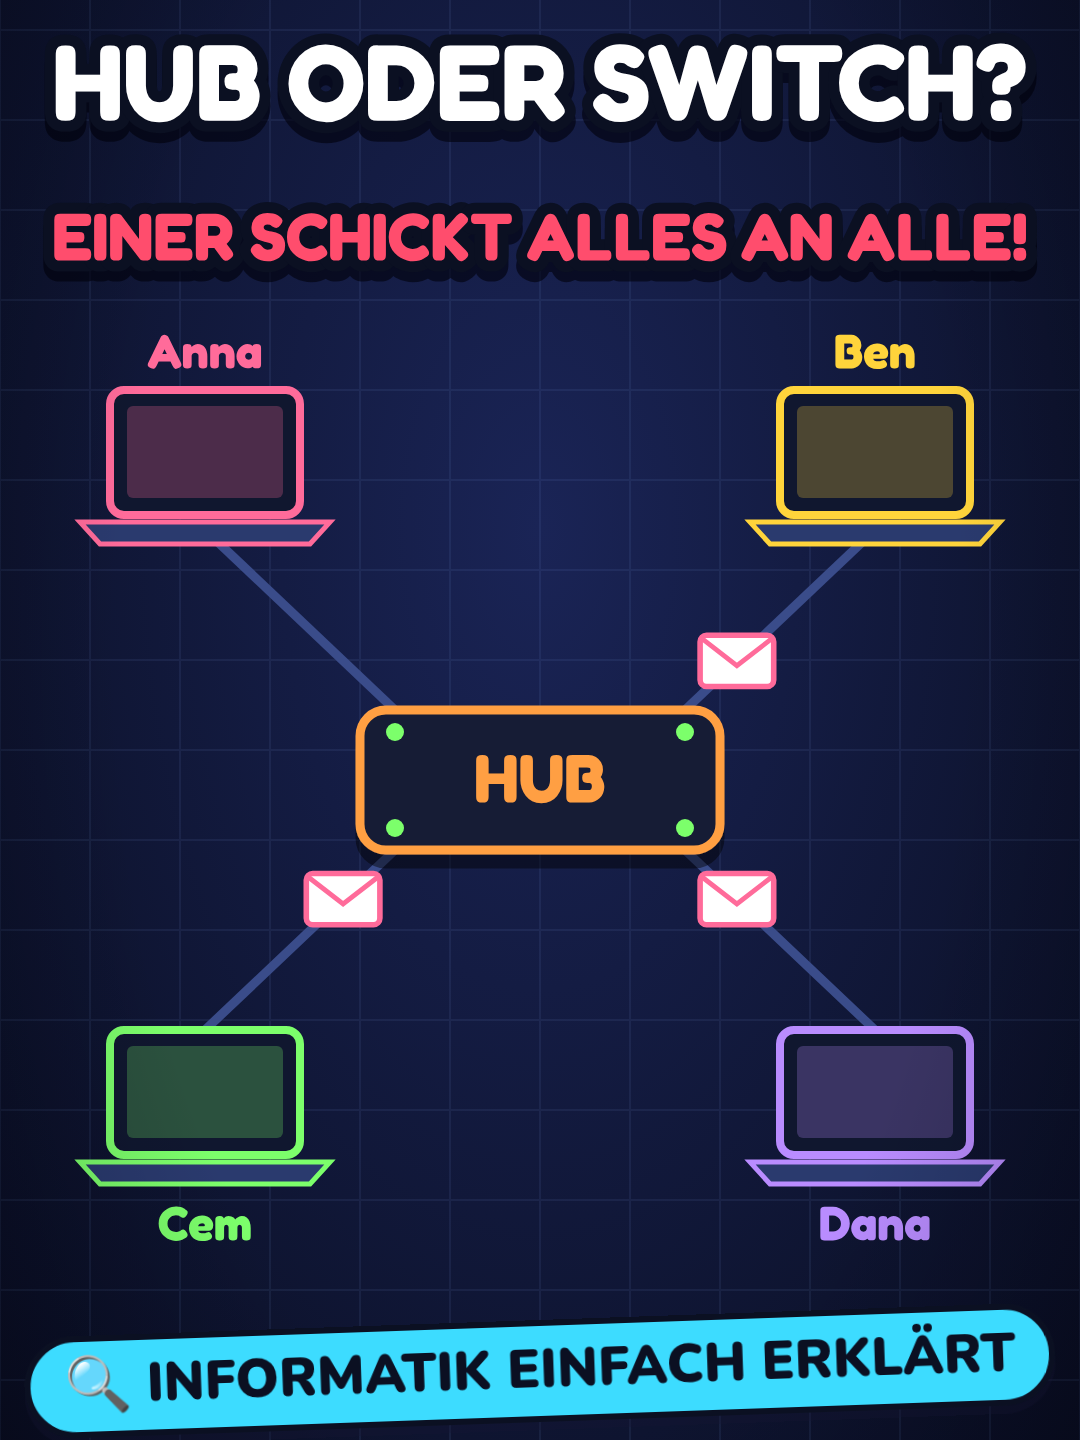 HUB ODER SWITCH?
EINER SCHICKT ALLES AN ALLE!
Anna
Ben
HUB
Cem
Dana
🔍 INFORMATIK EINFACH ERKLÄRT